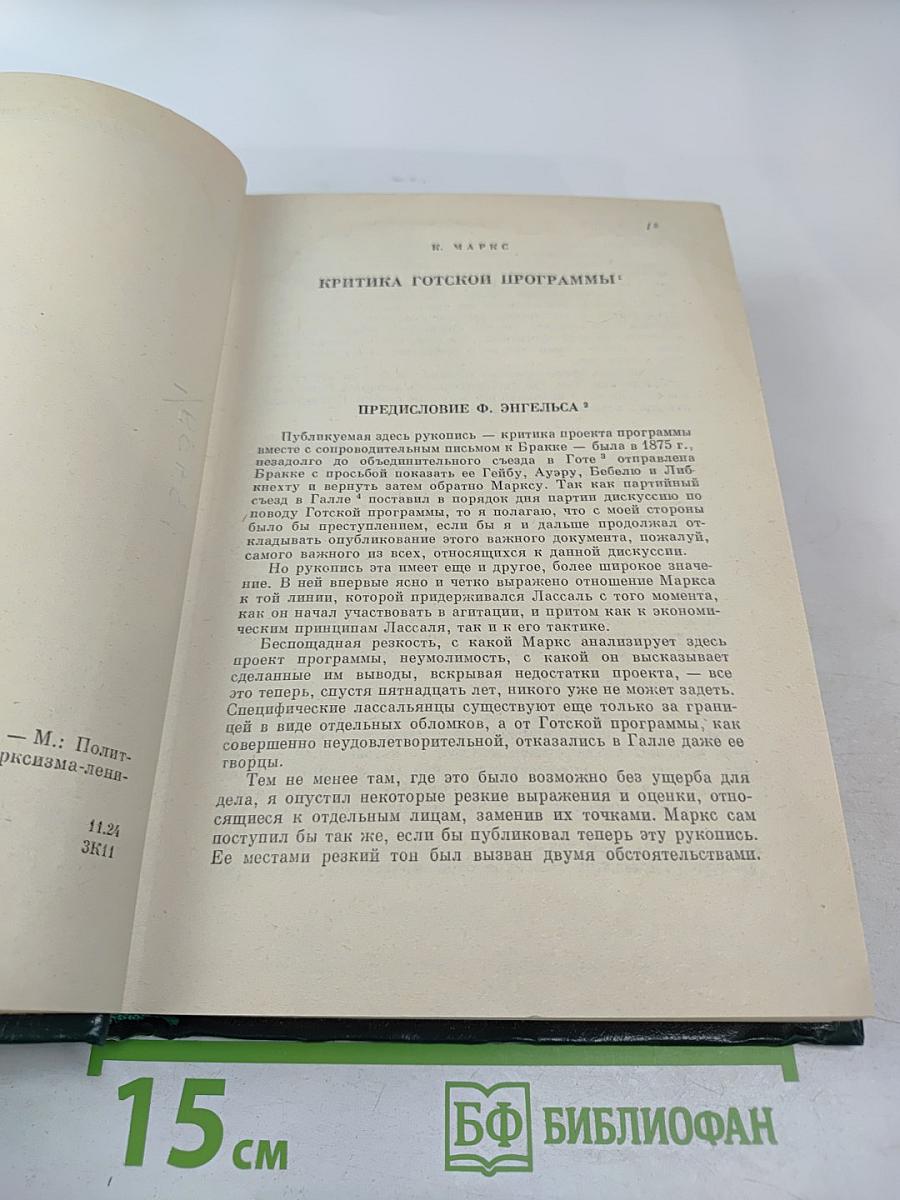 — М.: Полит-
рксизма-лени-
11.24
3К11
К. МАРКС
КРИТИКА ГОТСКОЙ ПРОГРАММЫ¹
ПРЕДИСЛОВИЕ Ф. ЭНГЕЛЬСА ²
Публикуемая здесь рукопись — критика проекта программы
вместе с сопроводительным письмом к Бракке — была в 1875 г.,
незадолго до объединительного съезда в Готе ³ отправлена
Бракке с просьбой показать ее Гейбу, Ауэру, Бебелю и Либ-
кнехту и вернуть затем обратно Марксу. Так как партийный
съезд в Галле ⁴ поставил в порядок дня партии дискуссию по
поводу Готской программы, то я полагаю, что с моей стороны
было бы преступлением, если бы я и дальше продолжал от-
кладывать опубликование этого важного документа, пожалуй,
самого важного из всех, относящихся к данной дискуссии.
Но рукопись эта имеет еще и другое, более широкое значе-
ние. В ней впервые ясно и четко выражено отношение Маркса
к той линии, которой придерживался Лассаль с того момента,
как он начал участвовать в агитации, и притом как к экономи-
ческим принципам Лассаля, так и к его тактике.
Беспощадная резкость, с какой Маркс анализирует здесь
проект программы, неумолимость, с какой он высказывает
сделанные им выводы, вскрывая недостатки проекта, — все
это теперь, спустя пятнадцать лет, никого уже не может задеть.
Специфические лассальянцы существуют еще только за грани-
цей в виде отдельных обломков, а от Готской программы, как
совершенно неудовлетворительной, отказались в Галле даже ее
творцы.
Тем не менее там, где это было возможно без ущерба для
дела, я опустил некоторые резкие выражения и оценки, отно-
сящиеся к отдельным лицам, заменив их точками. Маркс сам
поступил бы так же, если бы публиковал теперь эту рукопись.
Ее местами резкий тон был вызван двумя обстоятельствами.
15 см
БФ БИБЛИОФАН